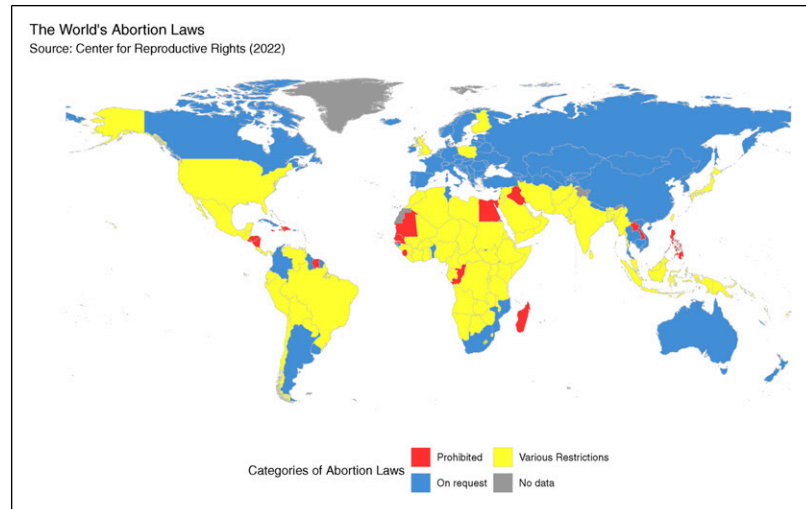 The World's Abortion Laws
Source: Center for Reproductive Rights (2022)
Categories of Abortion Laws
Prohibited
Various Restrictions
On request
No data